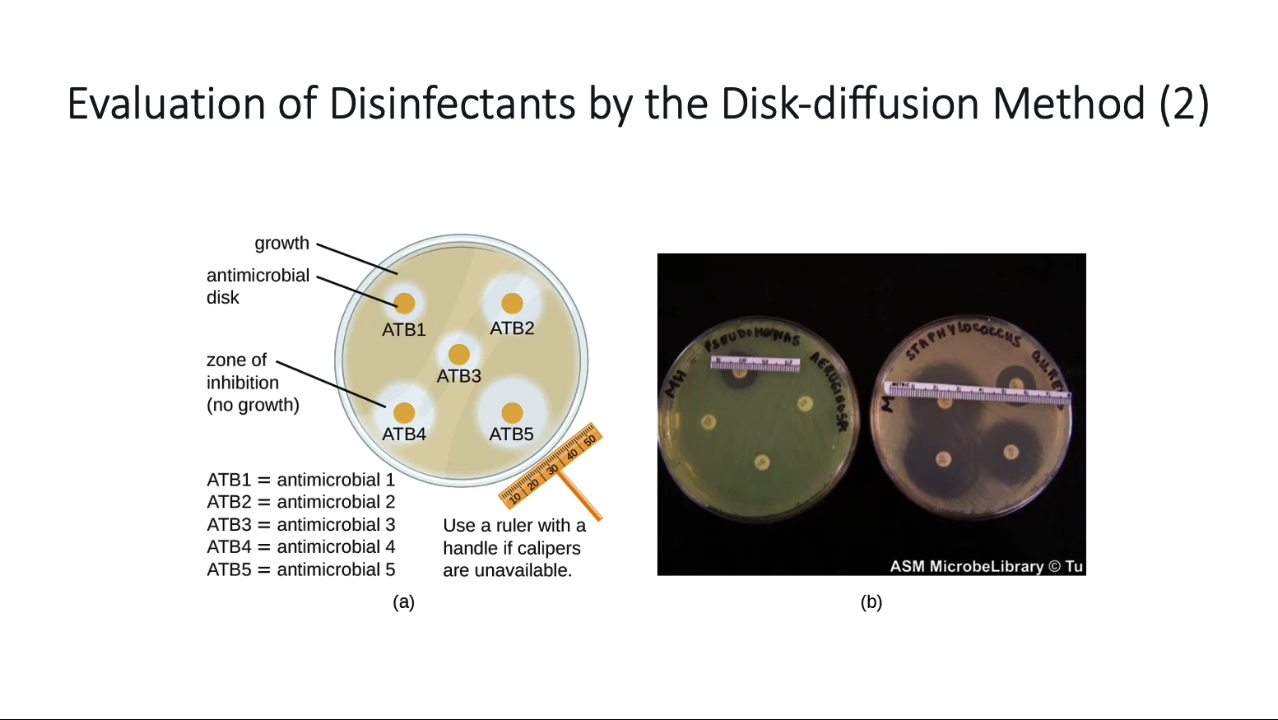 Evaluation of Disinfectants by the Disk-diffusion Method (2)
growth
antimicrobial
disk
zone of
inhibition
(no growth)
ATB1
ATB2
ATB3
ATB4
ATB5
10 20 30 40 50
ATB1 = antimicrobial 1
ATB2 = antimicrobial 2
ATB3 = antimicrobial 3
ATB4 = antimicrobial 4
ATB5 = antimicrobial 5
Use a ruler with a
handle if calipers
are unavailable.
(a)
MH
PSEUDOMONAS
AERUGINOSA
STAPHYLOCOCCUS
METRIC
ASM MicrobeLibrary © Tu
(b)